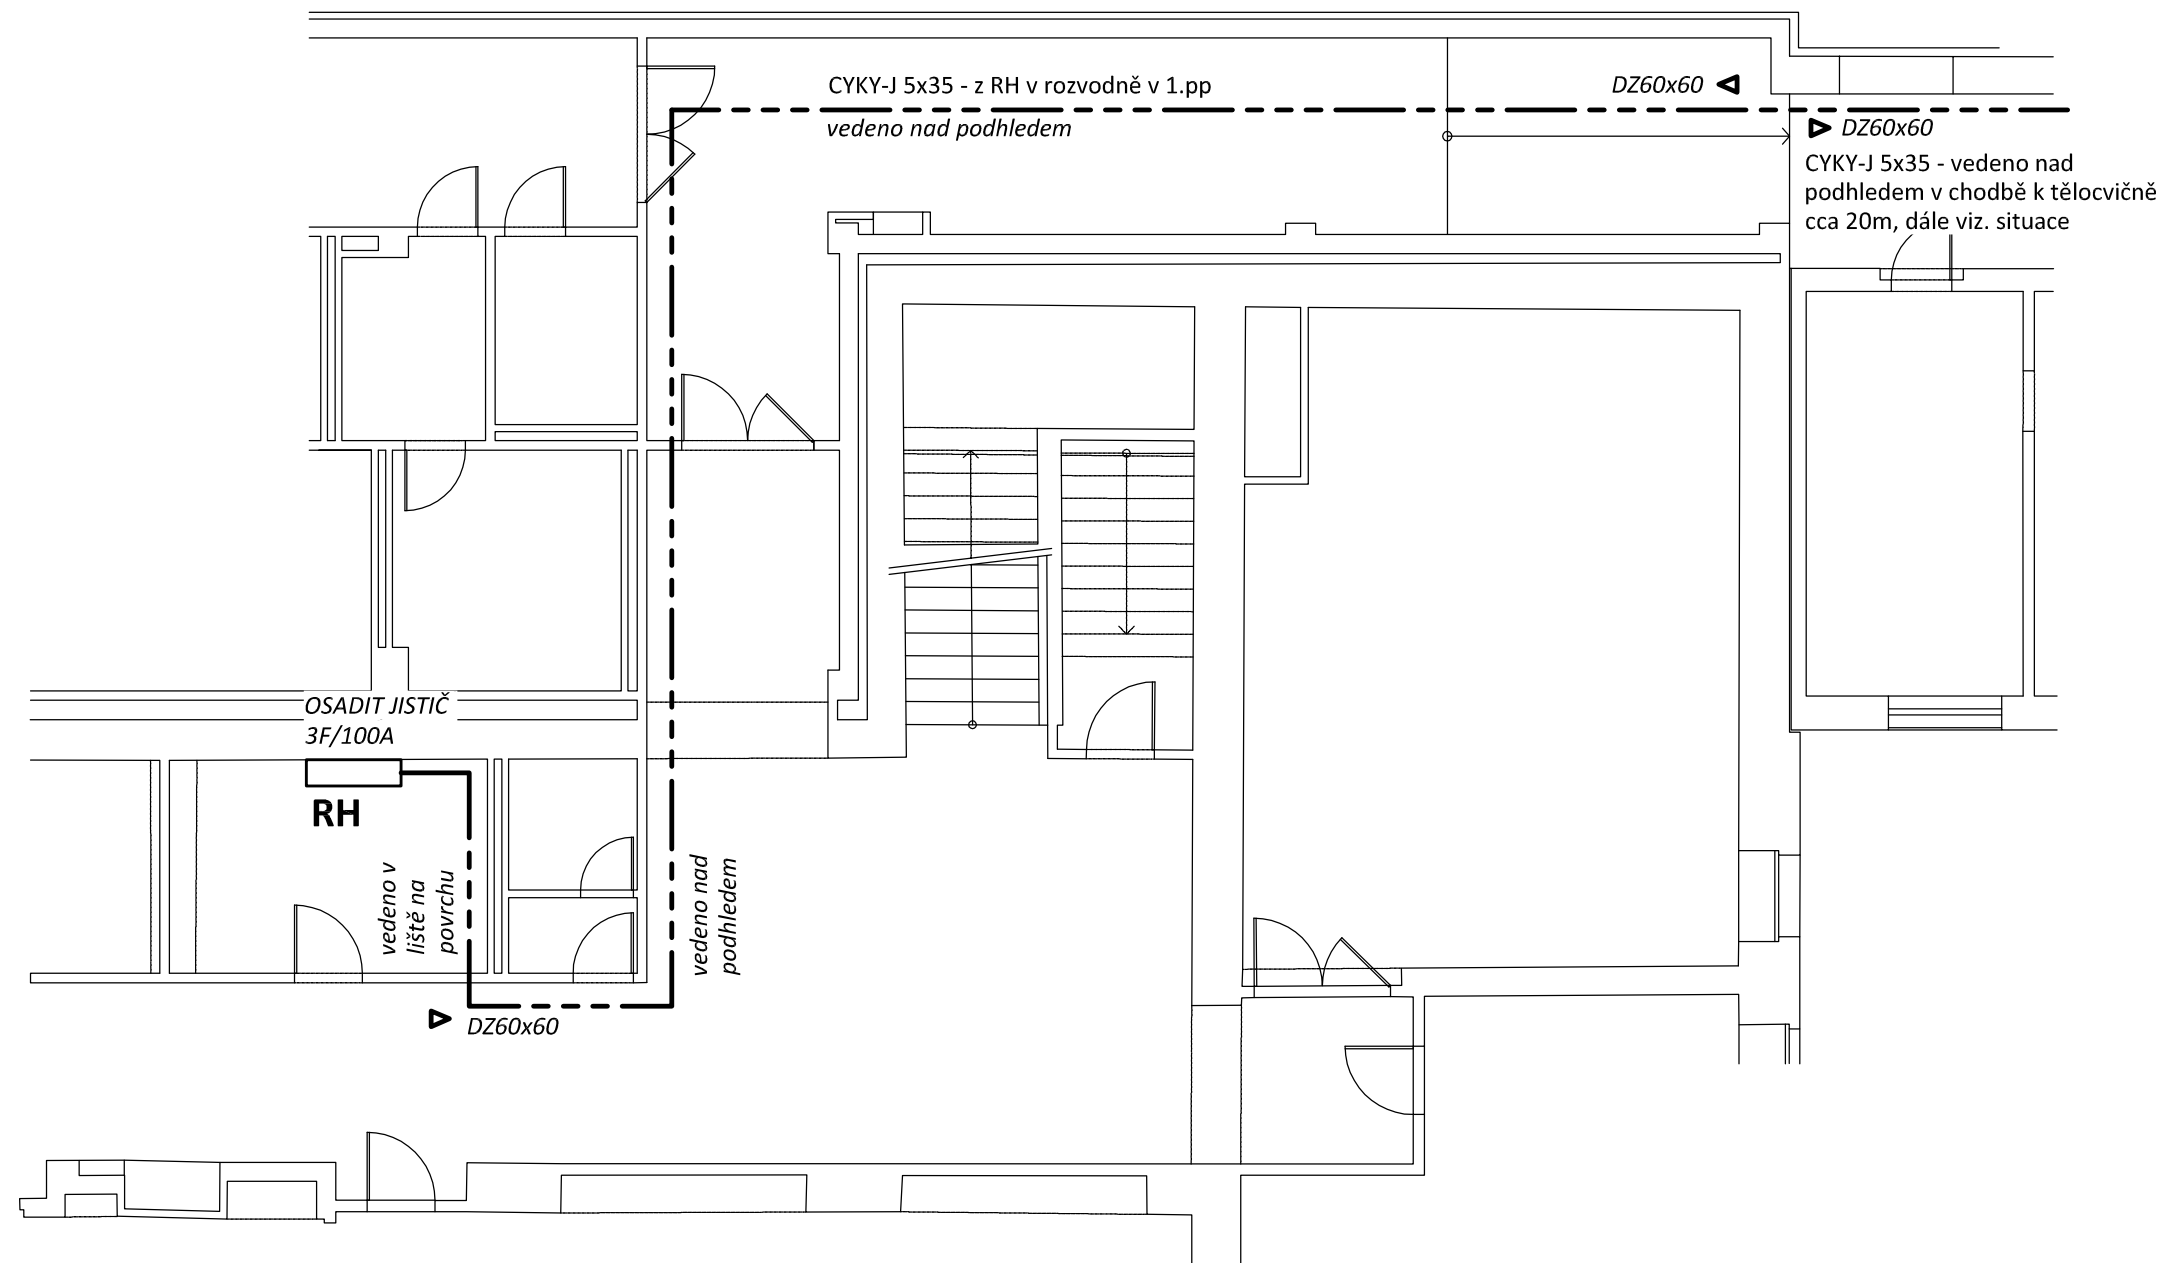 CYKY-J 5x35 - z RH v rozvodně v 1.pp
vedeno nad podhledem
DZ60x60
DZ60x60
CYKY-J 5x35 - vedeno nad
podhledem v chodbě k tělocvičně
cca 20m, dále viz. situace
OSADIT JISTIČ
3F/100A
RH
vedeno v
liště na
povrchu
vedeno nad
podhledem
DZ60x60